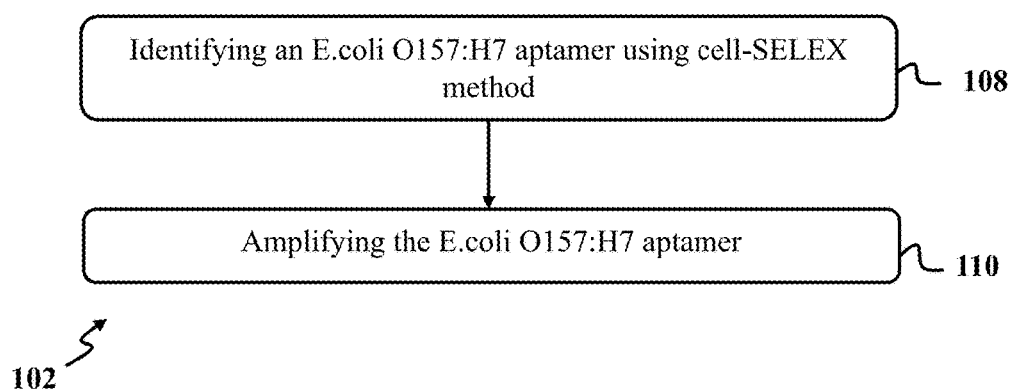 Identifying an E.coli O157:H7 aptamer using cell-SELEX
method
108
Amplifying the E.coli O157:H7 aptamer
110
102